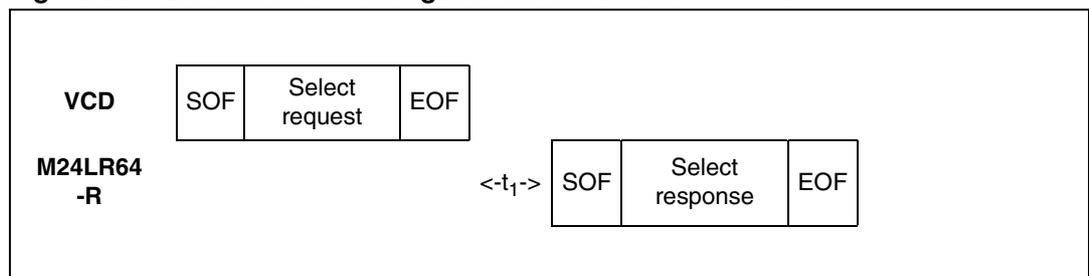 VCD
SOF
Select
request
EOF
M24LR64
-R
<-t₁->
SOF
Select
response
EOF